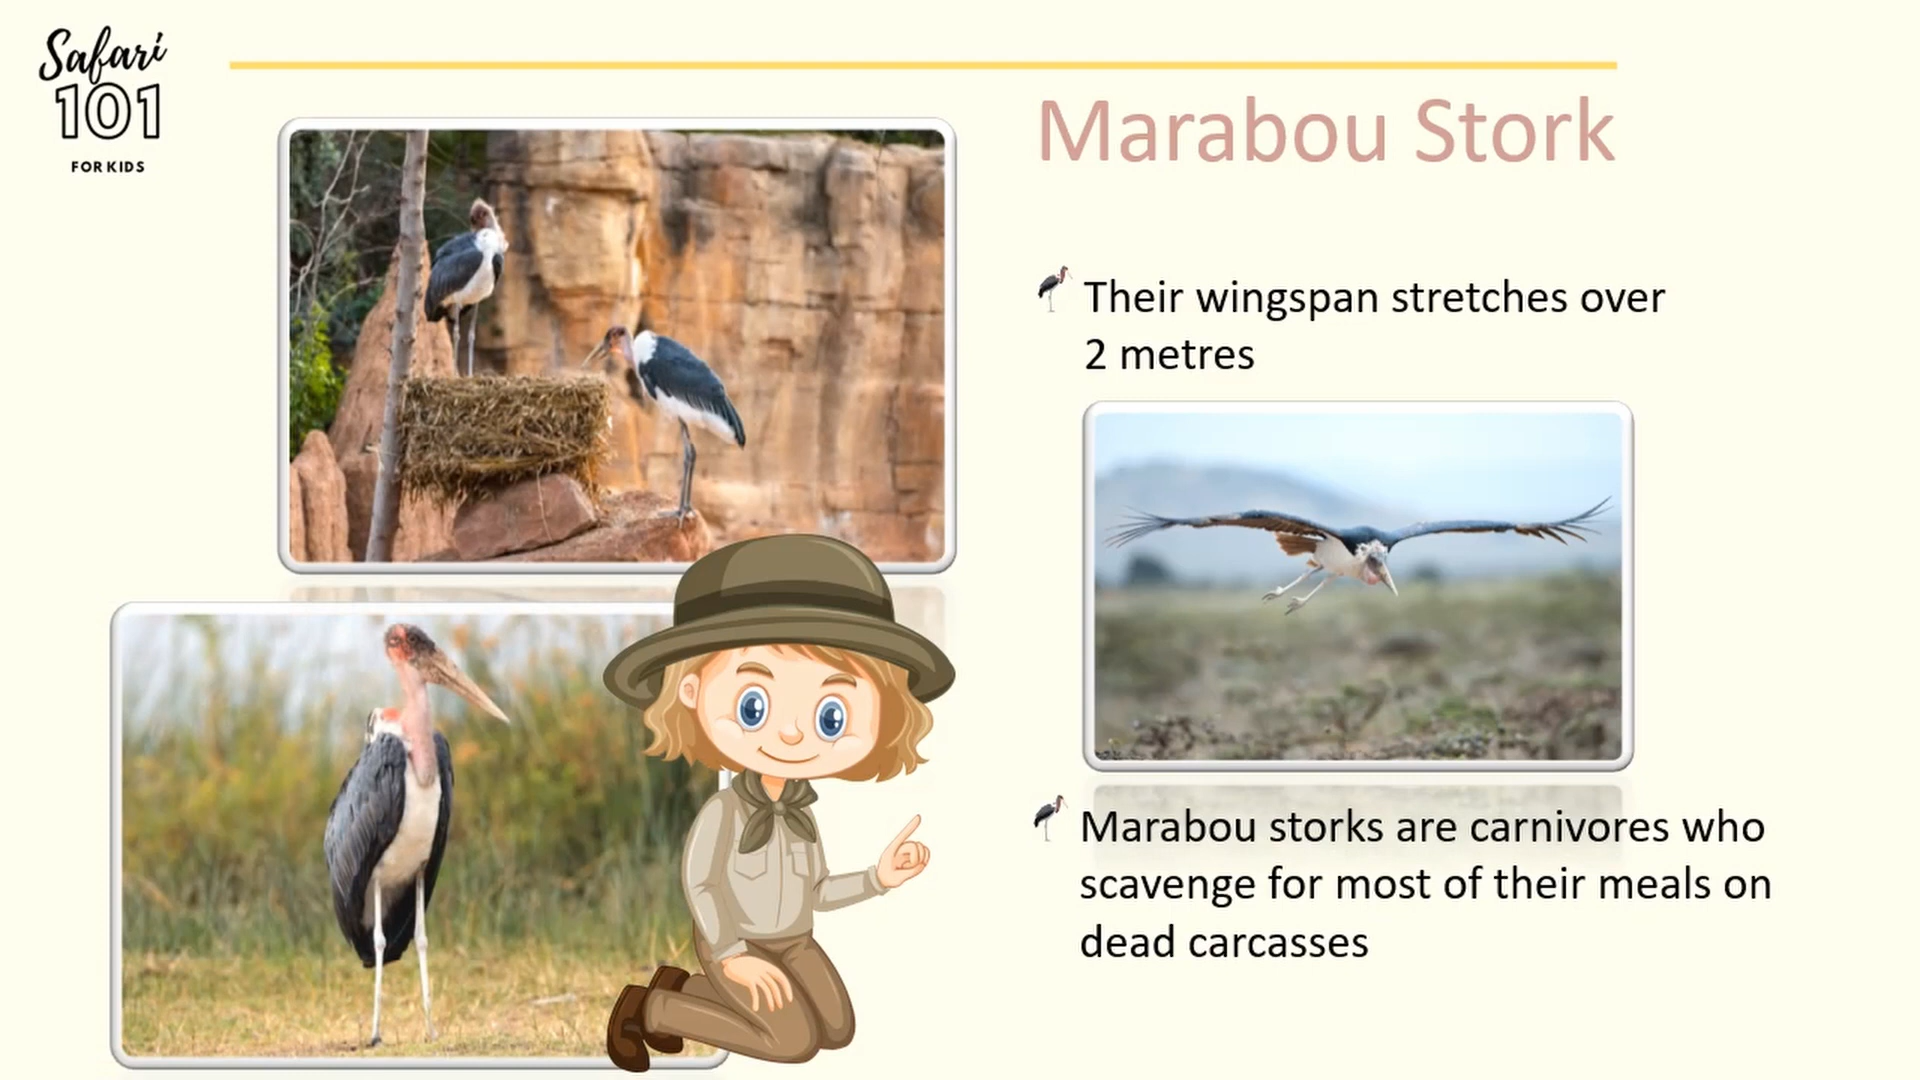 Safari
101
FOR KIDS
Marabou Stork
Their wingspan stretches over
2 metres
Marabou storks are carnivores who
scavenge for most of their meals on
dead carcasses